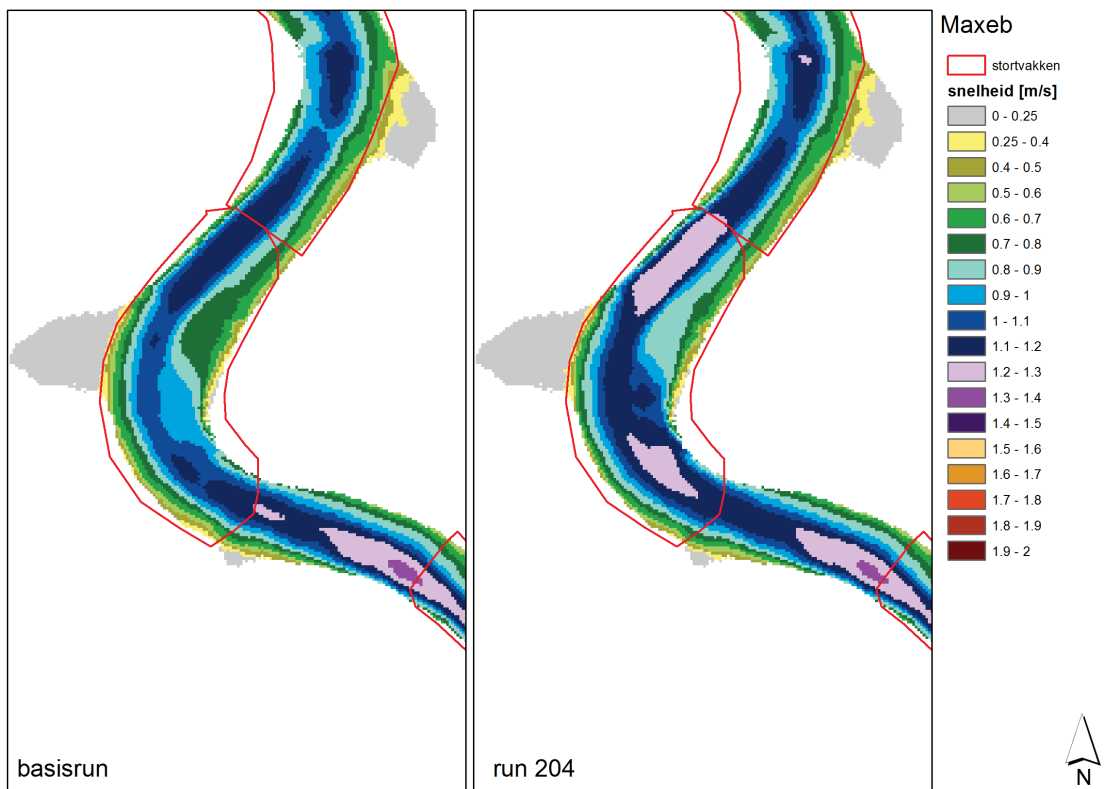 Maxeb
stortvakken
snelheid [m/s]
0 - 0.25
0.25 - 0.4
0.4 - 0.5
0.5 - 0.6
0.6 - 0.7
0.7 - 0.8
0.8 - 0.9
0.9 - 1
1 - 1.1
1.1 - 1.2
1.2 - 1.3
1.3 - 1.4
1.4 - 1.5
1.5 - 1.6
1.6 - 1.7
1.7 - 1.8
1.8 - 1.9
1.9 - 2
basisrun
run 204
N